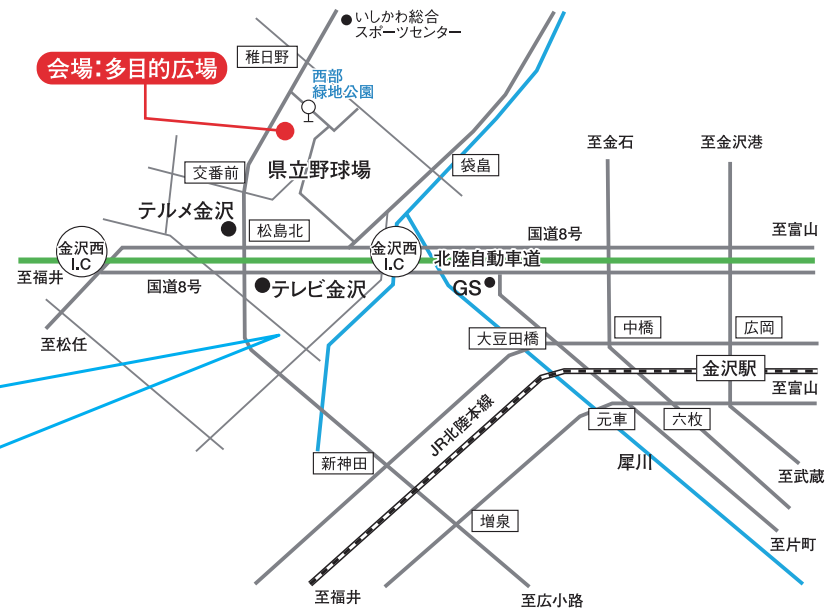 いしかわ総合
スポーツセンター
稚日野
会場：多目的広場
西部
緑地公園
至金石
至金沢港
袋畠
交番前
県立野球場
テルメ金沢
松島北
金沢西
I.C
金沢西
I.C
国道8号
至富山
北陸自動車道
至福井
国道8号
テレビ金沢
GS
大豆田橋
中橋
広岡
至松任
金沢駅
至富山
JR北陸本線
元車
六枚
新神田
犀川
至武蔵
増泉
至片町
至福井
至広小路